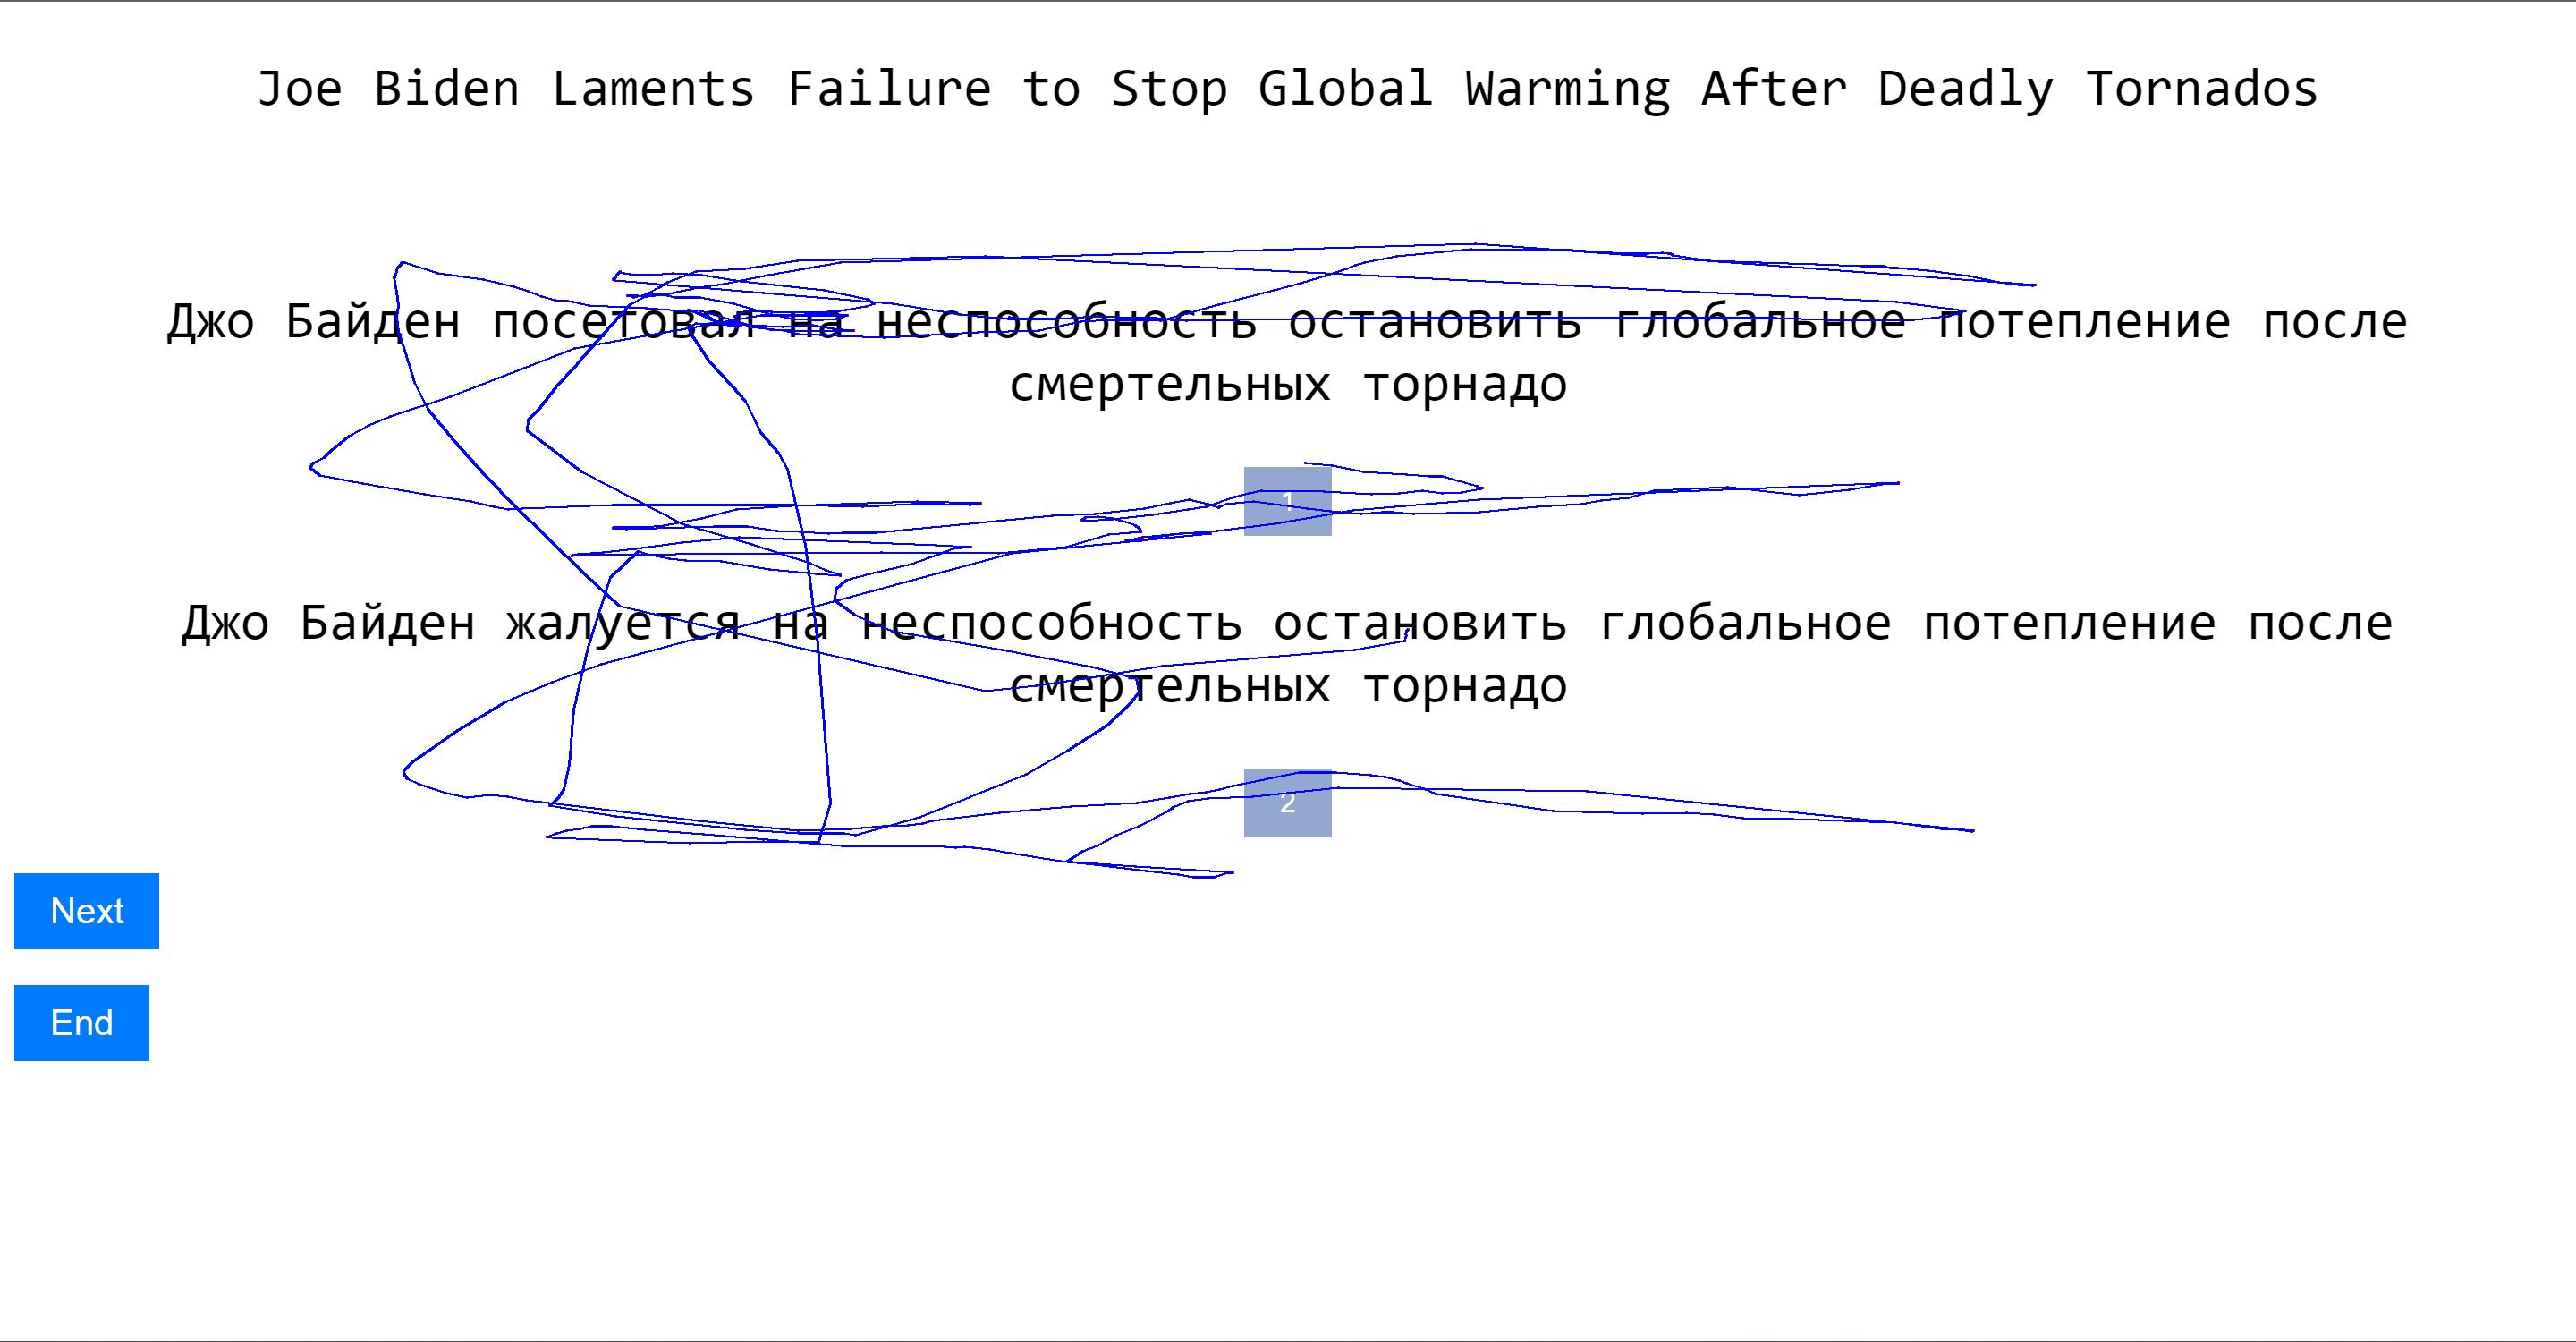 Joe Biden Laments Failure to Stop Global Warming After Deadly Tornados
Джо Байден посетовал на неспособность остановить глобальное потепление после
смертельных торнадо
1
Джо Байден жалуется на неспособность остановить глобальное потепление после
смертельных торнадо
2
Next
End